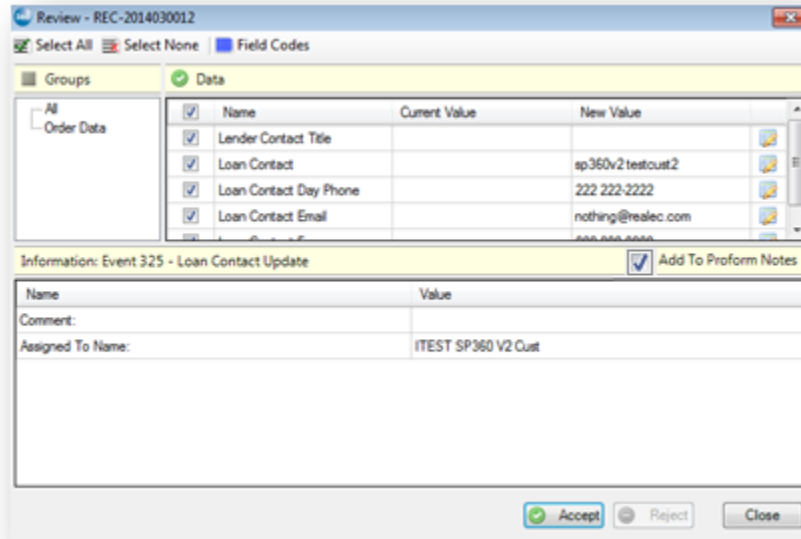 Review - REC-2014030012
Select All Select None Field Codes
Groups Data
All
Order Data
Name Current Value New Value
Lender Contact Title
Loan Contact sp360v2 testcust2
Loan Contact Day Phone 222 222-2222
Loan Contact Email nothing@realec.com
Information: Event 325 - Loan Contact Update Add To Proform Notes
Name Value
Comment:
Assigned To Name: ITEST SP360 V2 Cust
Accept Reject Close